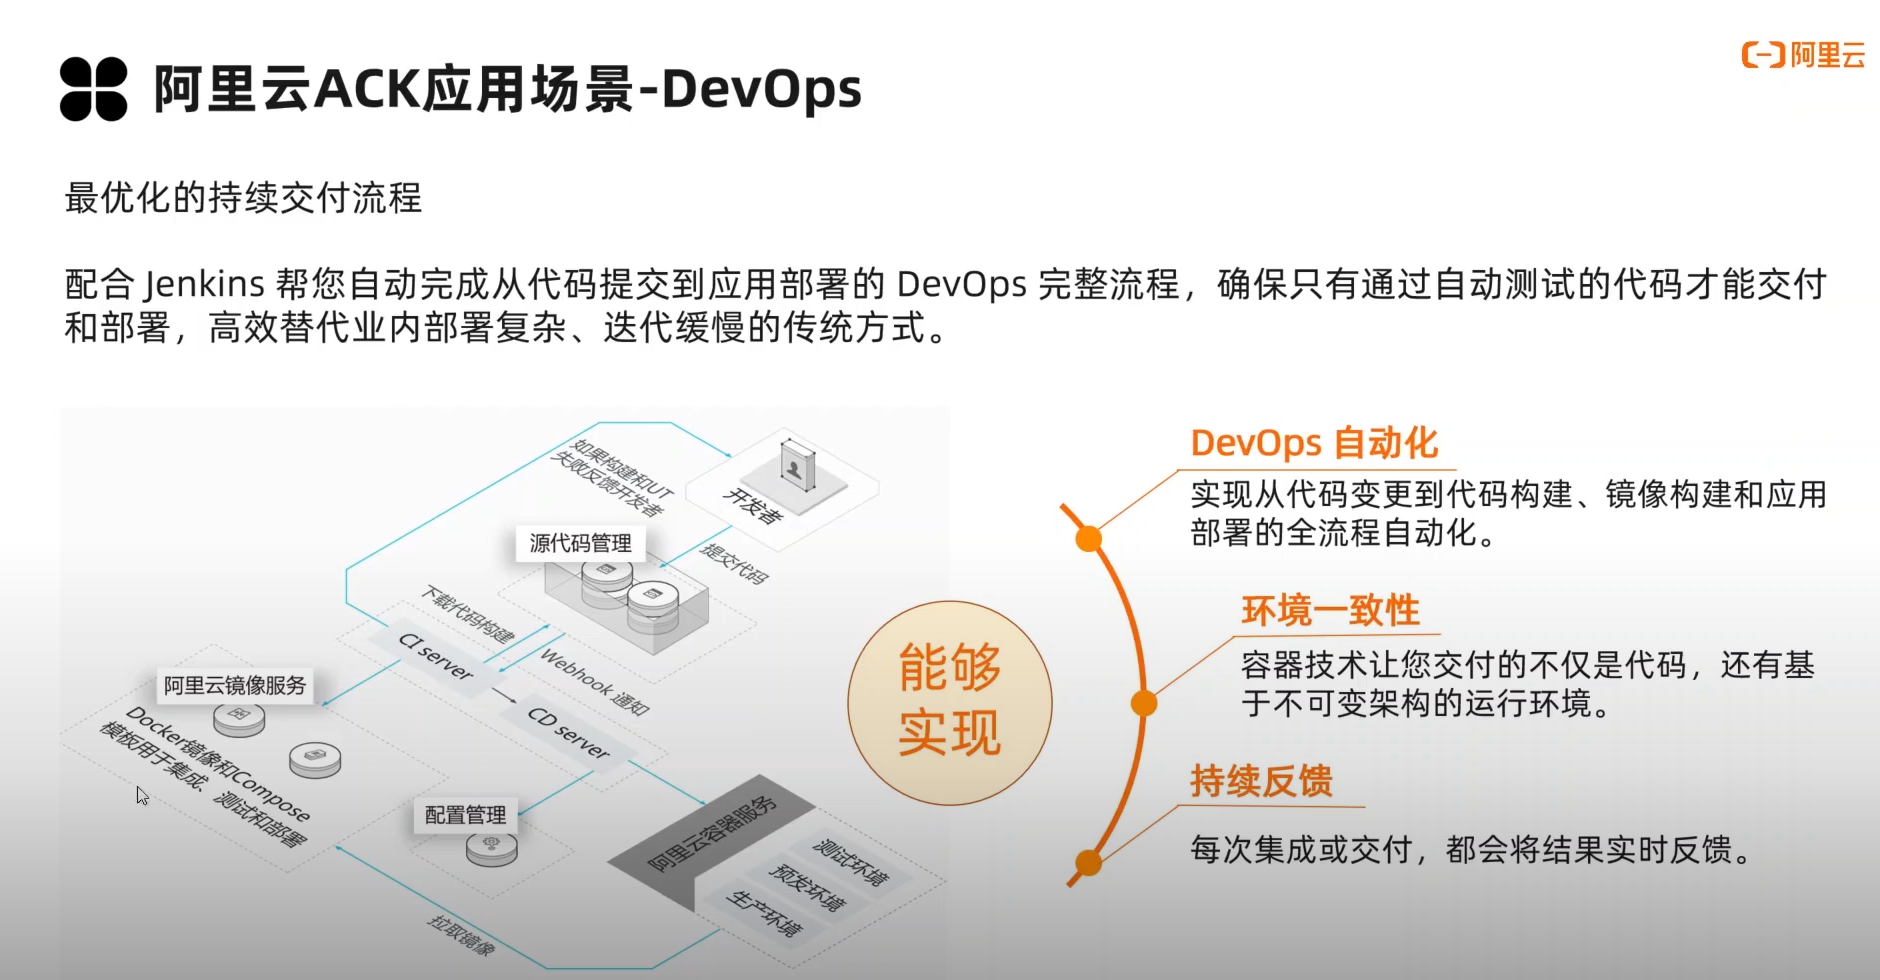 阿里云ACK应用场景-DevOps
阿里云
最优化的持续交付流程
配合 Jenkins 帮您自动完成从代码提交到应用部署的 DevOps 完整流程，确保只有通过自动测试的代码才能交付
和部署，高效替代业内部署复杂、迭代缓慢的传统方式。
如果构建和UT
失败反馈开发者
开发者
提交代码
源代码管理
下载代码构建
CI server
Webhook 通知
CD server
阿里云镜像服务
Docker镜像和Compose
模板用于集成、测试和部署
配置管理
阿里云容器服务
测试环境
预发环境
生产环境
拉取镜像
能够
实现
DevOps 自动化
实现从代码变更到代码构建、镜像构建和应用
部署的全流程自动化。
环境一致性
容器技术让您交付的不仅是代码，还有基
于不可变架构的运行环境。
持续反馈
每次集成或交付，都会将结果实时反馈。